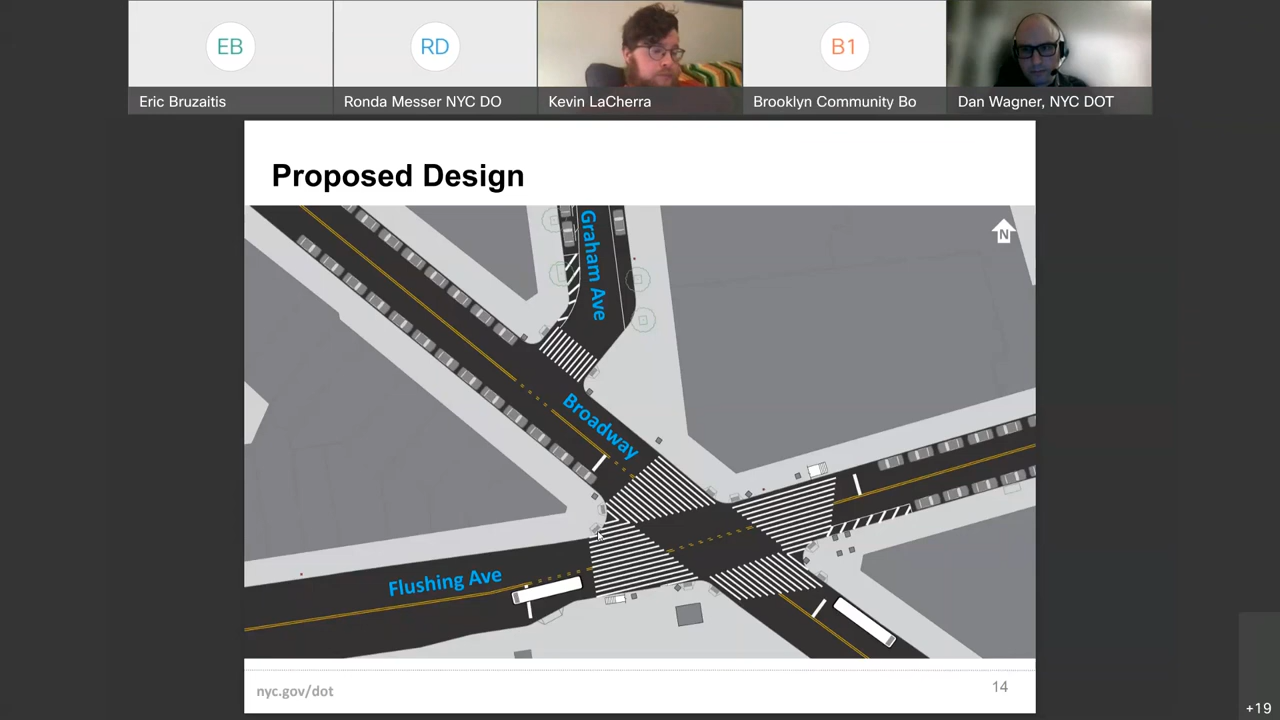 EB
RD
B1
Eric Bruzaitis
Ronda Messer NYC DO
Kevin LaCherra
Brooklyn Community Bo
Dan Wagner, NYC DOT
Proposed Design
Graham Ave
N
Broadway
Flushing Ave
nyc.gov/dot
14
+19